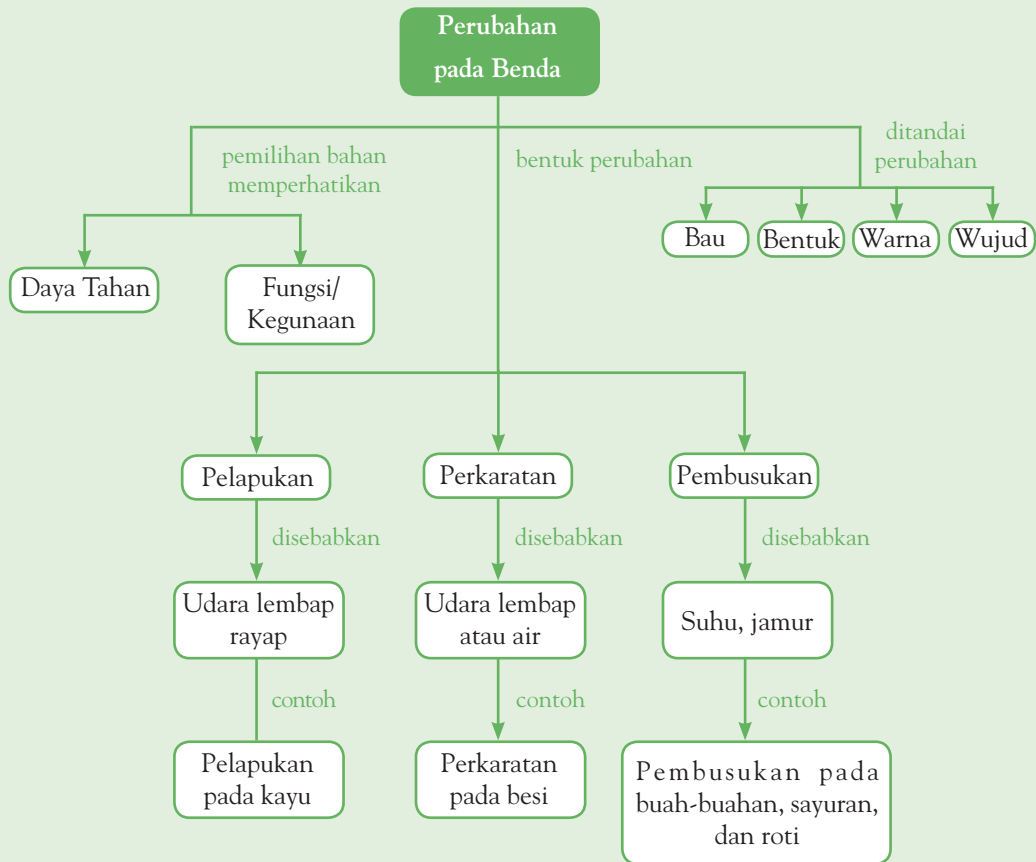 Perubahan
pada Benda
pemilihan bahan
memperhatikan
bentuk perubahan
ditandai
perubahan
Daya Tahan
Fungsi/
Kegunaan
Bau
Bentuk
Warna
Wujud
Pelapukan
Perkaratan
Pembusukan
disebabkan
disebabkan
disebabkan
Udara lembap
rayap
Udara lembap
atau air
Suhu, jamur
contoh
contoh
contoh
Pelapukan
pada kayu
Perkaratan
pada besi
Pembusukan pada
buah-buahan, sayuran,
dan roti